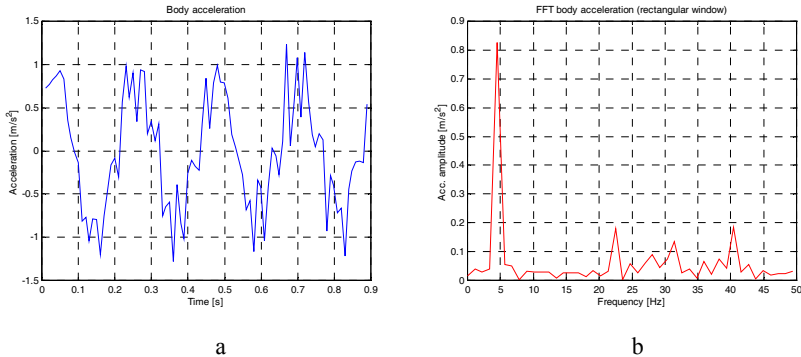 Body acceleration
Acceleration [m/s²]
1.5
1
0.5
0
-0.5
-1
-1.5
0 0.1 0.2 0.3 0.4 0.5 0.6 0.7 0.8 0.9
Time [s]
a
FFT body acceleration (rectangular window)
Acc. amplitude [m/s²]
0.9
0.8
0.7
0.6
0.5
0.4
0.3
0.2
0.1
0
0 5 10 15 20 25 30 35 40 45 50
Frequency [Hz]
b